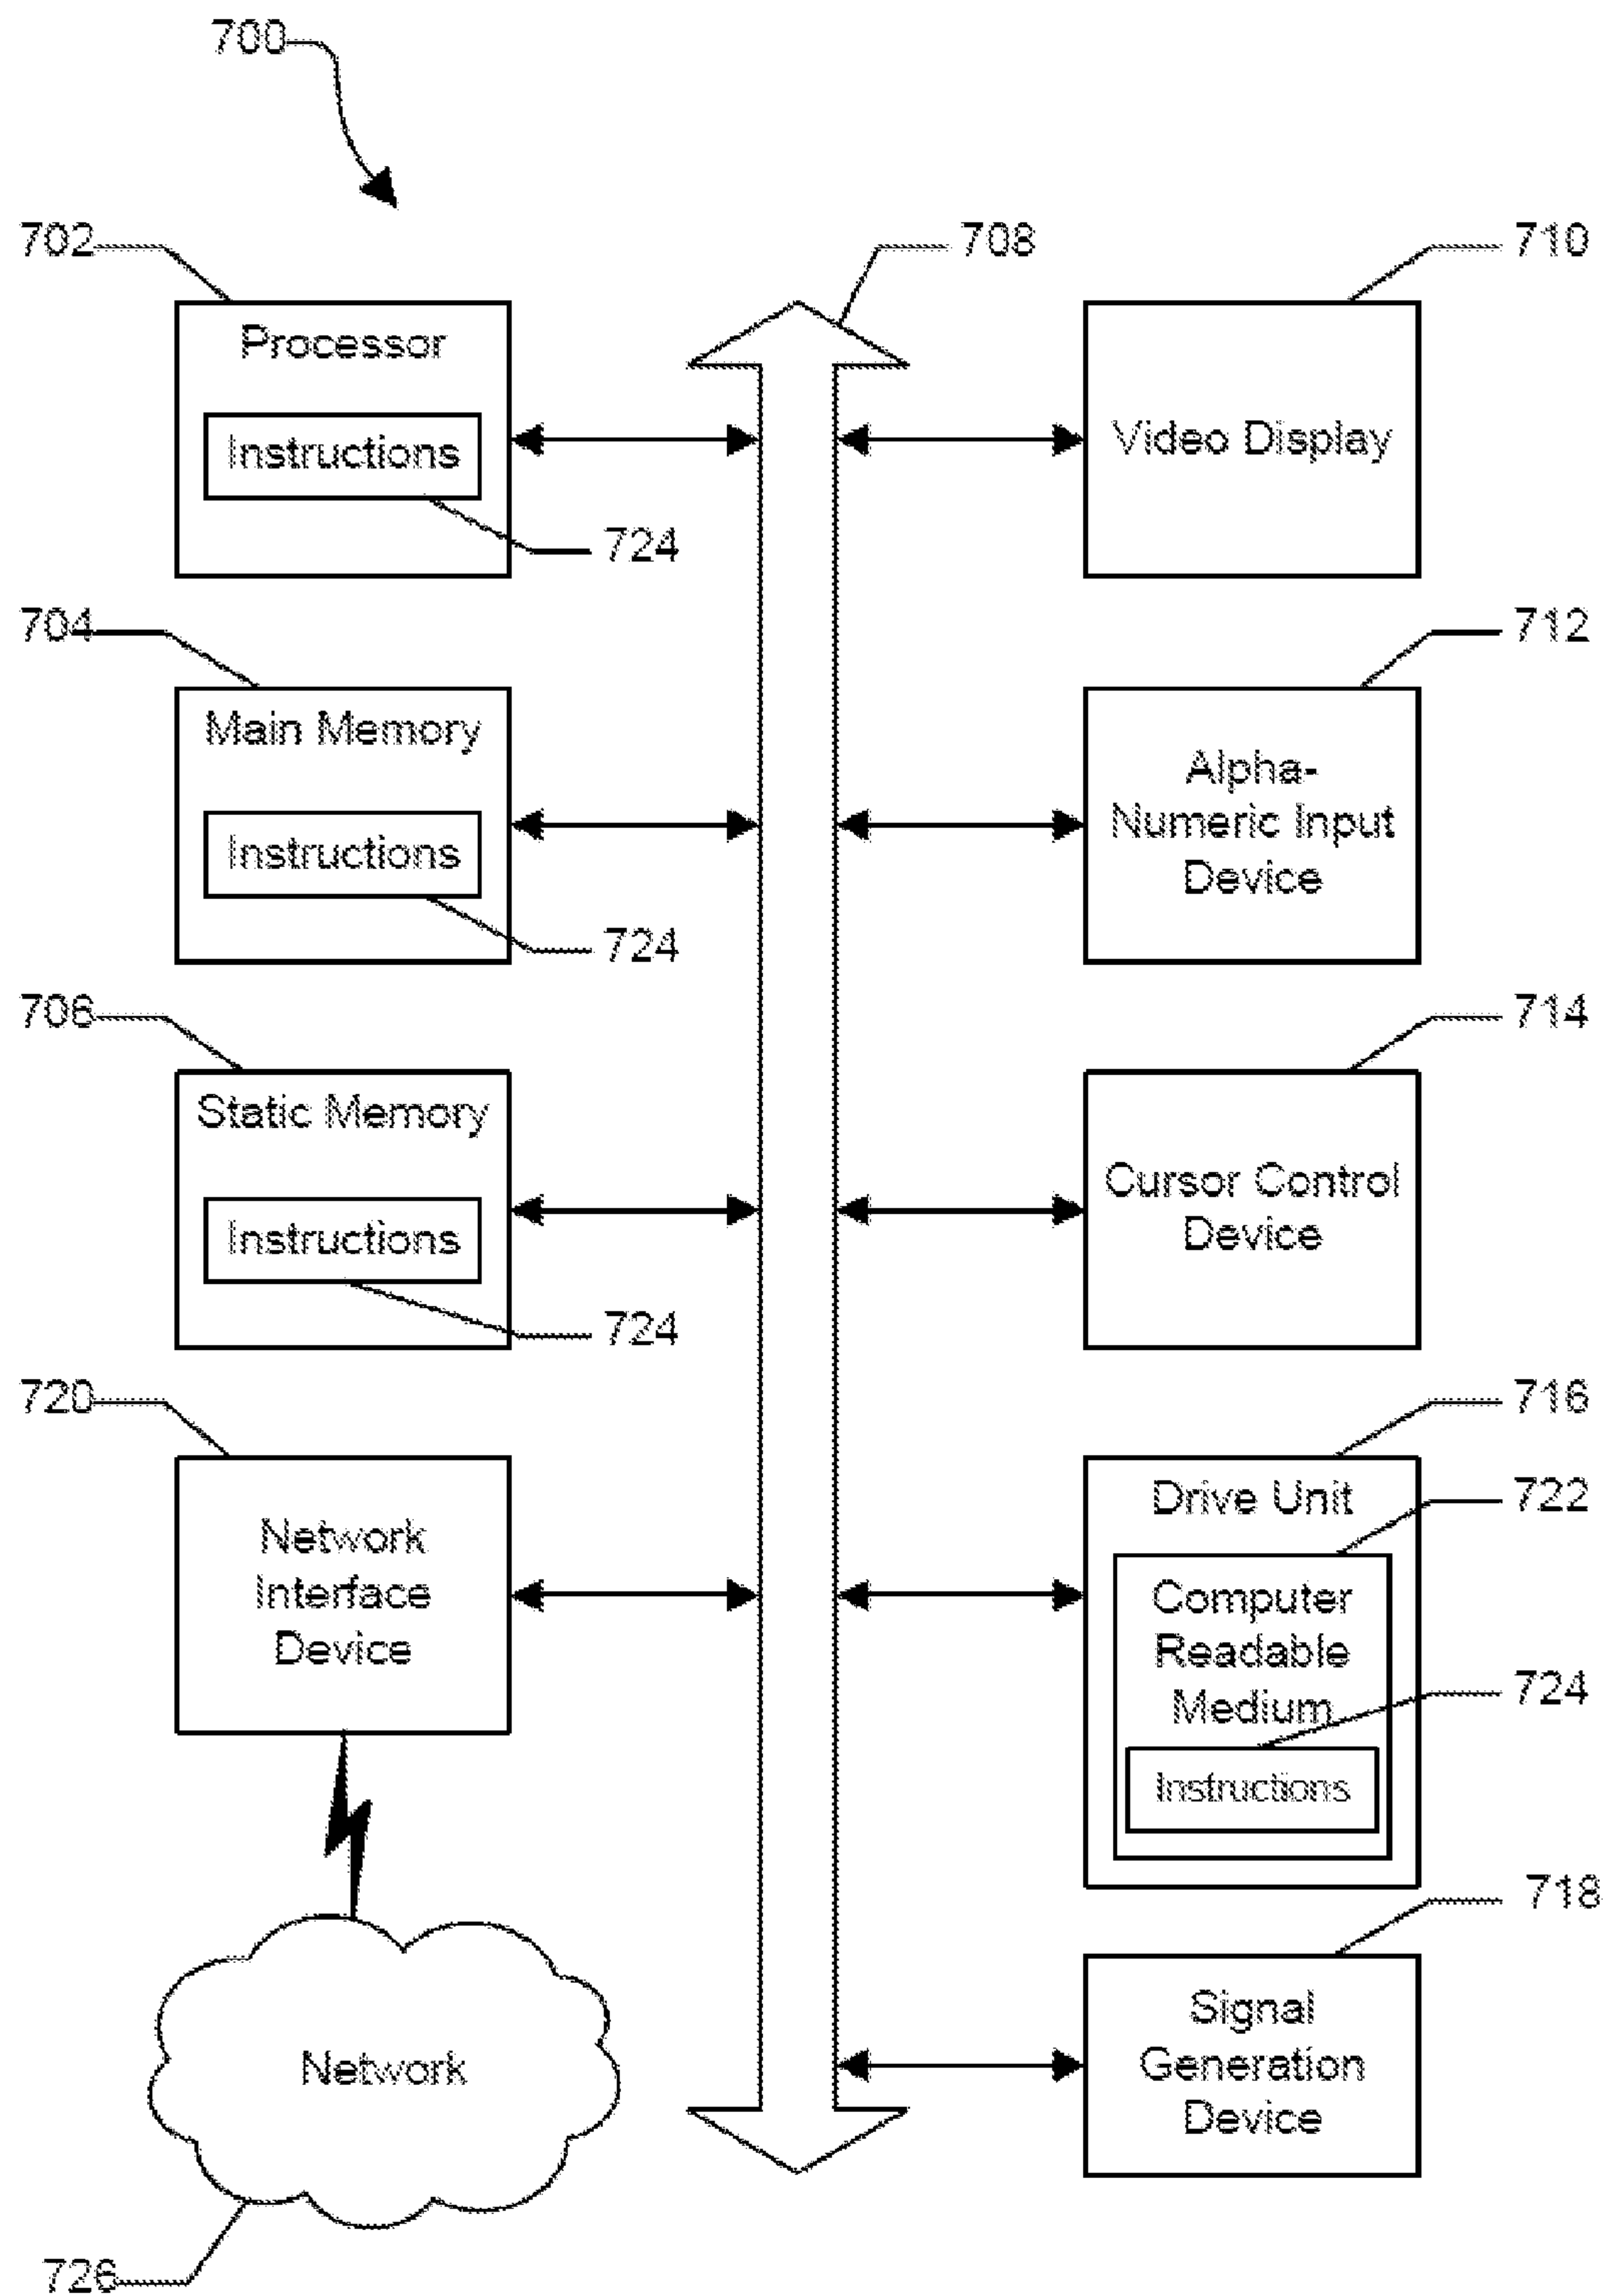 700
702
708
710
Processor
Instructions
724
Video Display
704
712
Main Memory
Instructions
724
Alpha-
Numeric Input
Device
706
714
Static Memory
Instructions
724
Cursor Control
Device
720
716
Network
Interface
Device
Drive Unit
722
Computer
Readable
Medium
724
Instructions
718
Network
Signal
Generation
Device
726